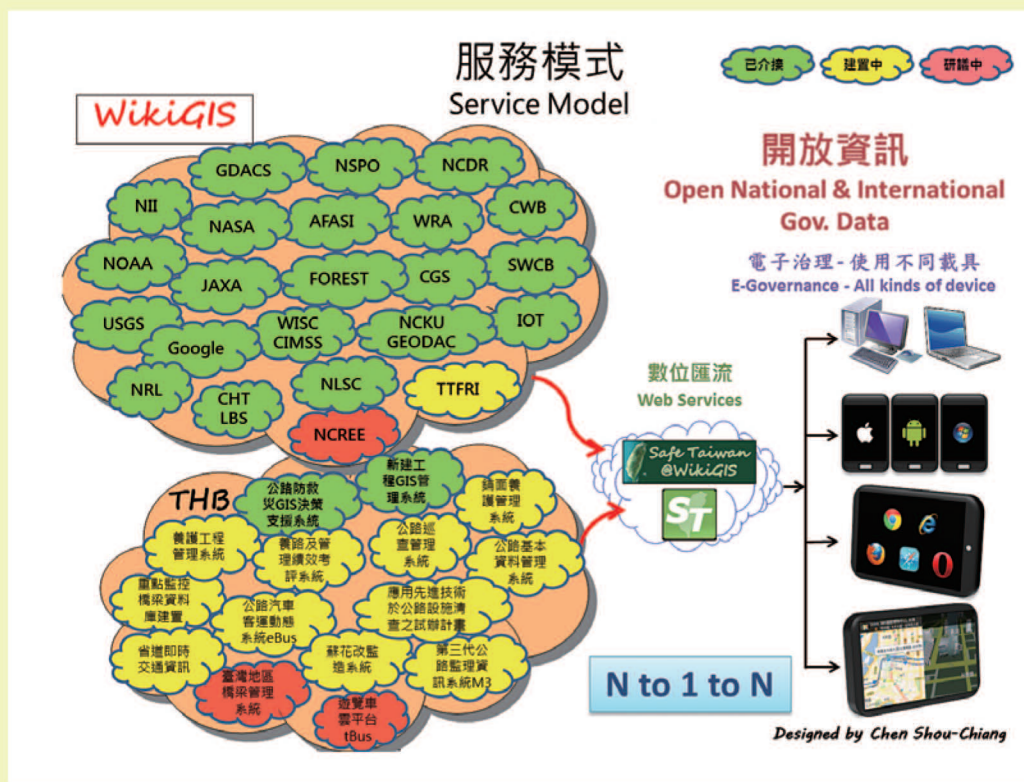 服務模式
Service Model
已介接
建置中
研議中
WikiGIS
GDACS
NSPO
NCDR
NII
NASA
AFASI
WRA
CWB
NOAA
JAXA
FOREST
CGS
SWCB
USGS
Google
WISC
CIMSS
NCKU
GEODAC
IOT
NRL
CHT
LBS
NLSC
TTFRI
NCREE
THB
公路防救
災GIS決策
支援系統
新建工
程GIS管
理系統
鋪面養
護管理
系統
養護工程
管理系統
養路及管
理績效考
評系統
公路巡
查管理
系統
公路基本
資料管理
系統
重點監控
橋梁資料
庫建置
公路汽車
客運動態
系統eBus
應用先進技術
於公路設施清
查之試辦計畫
省道即時
交通資訊
臺灣地區
橋梁管理
系統
蘇花改監
造系統
第三代公
路監理資
訊系統M3
遊覽車
雲平台
tBus
數位匯流
Web Services
Safe Taiwan
@WikiGIS
ST
開放資訊
Open National & International
Gov. Data
電子治理-使用不同載具
E-Governance - All kinds of device
N to 1 to N
Designed by Chen Shou-Chiang